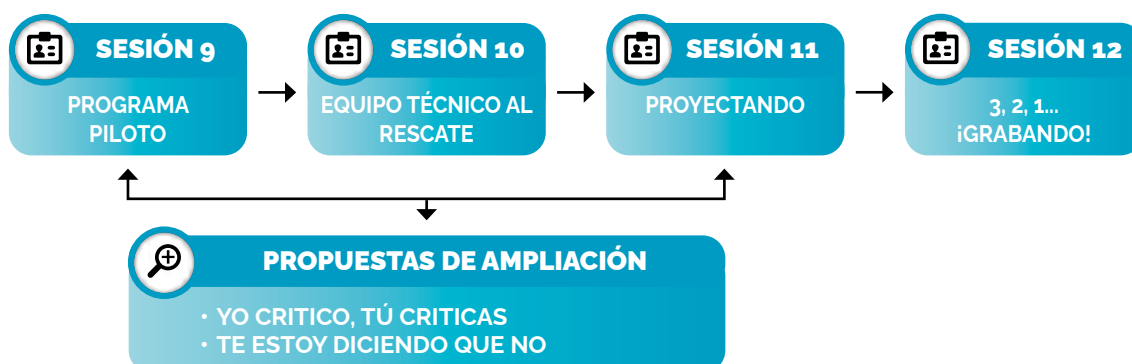 SESIÓN 9
PROGRAMA
PILOTO
SESIÓN 10
EQUIPO TÉCNICO AL
RESCATE
SESIÓN 11
PROYECTANDO
SESIÓN 12
3, 2, 1...
¡GRABANDO!
PROPUESTAS DE AMPLIACIÓN
· YO CRITICO, TÚ CRITICAS
· TE ESTOY DICIENDO QUE NO